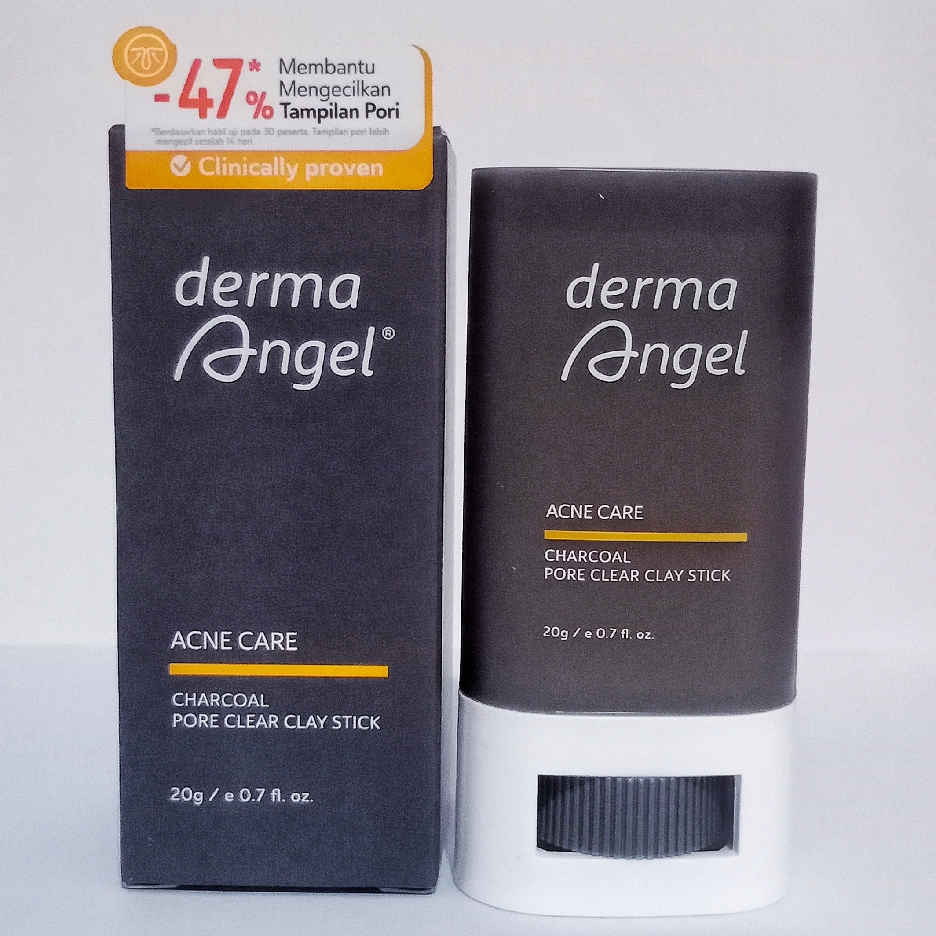 -47*%
Membantu
Mengecilkan
Tampilan Pori
*Berdasarkan hasil uji pada 30 peserta. Tampilan pori lebih
mengecil setelah 14 hari.
Clinically proven
derma
Angel®
ACNE CARE
CHARCOAL
PORE CLEAR CLAY STICK
20g / e 0.7 fl. oz.
derma
Angel
ACNE CARE
CHARCOAL
PORE CLEAR CLAY STICK
20g / e 0.7 fl. oz.